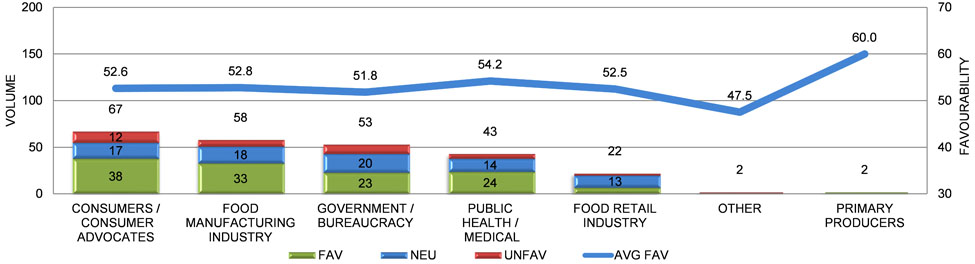 200
70
60.0
54.2
52.6
52.8
51.8
52.5
150
60
47.5
VOLUME
FAVOURABILITY
100
50
67
58
53
43
22
2
2
50
40
12
17
18
20
14
13
38
33
23
24
0
30
CONSUMERS / CONSUMER ADVOCATES
FOOD MANUFACTURING INDUSTRY
GOVERNMENT / BUREAUCRACY
PUBLIC HEALTH / MEDICAL
FOOD RETAIL INDUSTRY
OTHER
PRIMARY PRODUCERS
FAV
NEU
UNFAV
AVG FAV